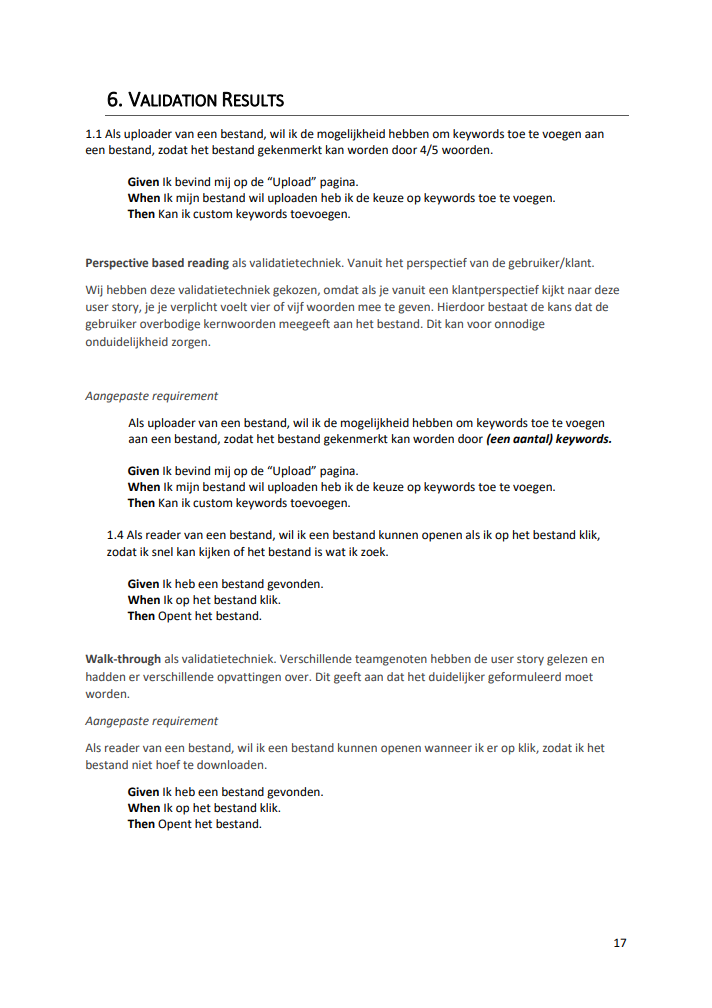 6. VALIDATION RESULTS
1.1 Als uploader van een bestand, wil ik de mogelijkheid hebben om keywords toe te voegen aan
een bestand, zodat het bestand gekenmerkt kan worden door 4/5 woorden.
Given Ik bevind mij op de “Upload” pagina.
When Ik mijn bestand wil uploaden heb ik de keuze op keywords toe te voegen.
Then Kan ik custom keywords toevoegen.
Perspective based reading als validatietechniek. Vanuit het perspectief van de gebruiker/klant.
Wij hebben deze validatietechniek gekozen, omdat als je vanuit een klantperspectief kijkt naar deze
user story, je je verplicht voelt vier of vijf woorden mee te geven. Hierdoor bestaat de kans dat de
gebruiker overbodige kernwoorden meegeeft aan het bestand. Dit kan voor onnodige
onduidelijkheid zorgen.
Aangepaste requirement
Als uploader van een bestand, wil ik de mogelijkheid hebben om keywords toe te voegen
aan een bestand, zodat het bestand gekenmerkt kan worden door (een aantal) keywords.
Given Ik bevind mij op de “Upload” pagina.
When Ik mijn bestand wil uploaden heb ik de keuze op keywords toe te voegen.
Then Kan ik custom keywords toevoegen.
1.4 Als reader van een bestand, wil ik een bestand kunnen openen als ik op het bestand klik,
zodat ik snel kan kijken of het bestand is wat ik zoek.
Given Ik heb een bestand gevonden.
When Ik op het bestand klik.
Then Opent het bestand.
Walk-through als validatietechniek. Verschillende teamgenoten hebben de user story gelezen en
hadden er verschillende opvattingen over. Dit geeft aan dat het duidelijker geformuleerd moet
worden.
Aangepaste requirement
Als reader van een bestand, wil ik een bestand kunnen openen wanneer ik er op klik, zodat ik het
bestand niet hoef te downloaden.
Given Ik heb een bestand gevonden.
When Ik op het bestand klik.
Then Opent het bestand.
17